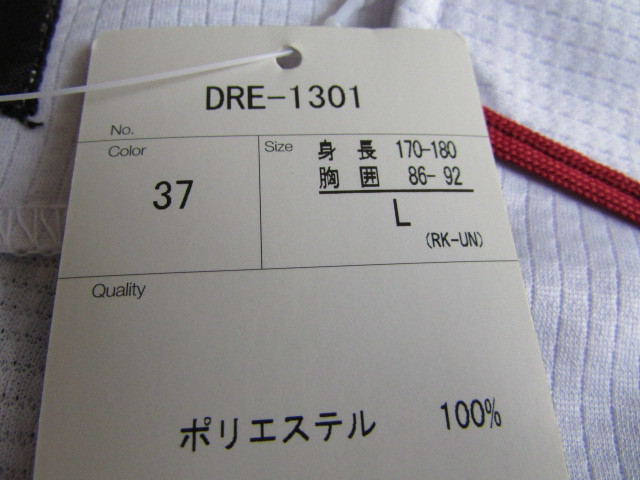 DRE-1301
No.
Color
37
Size
身長 170-180
胸囲 86-92
L
(RK-UN)
Quality
ポリエステル 100%